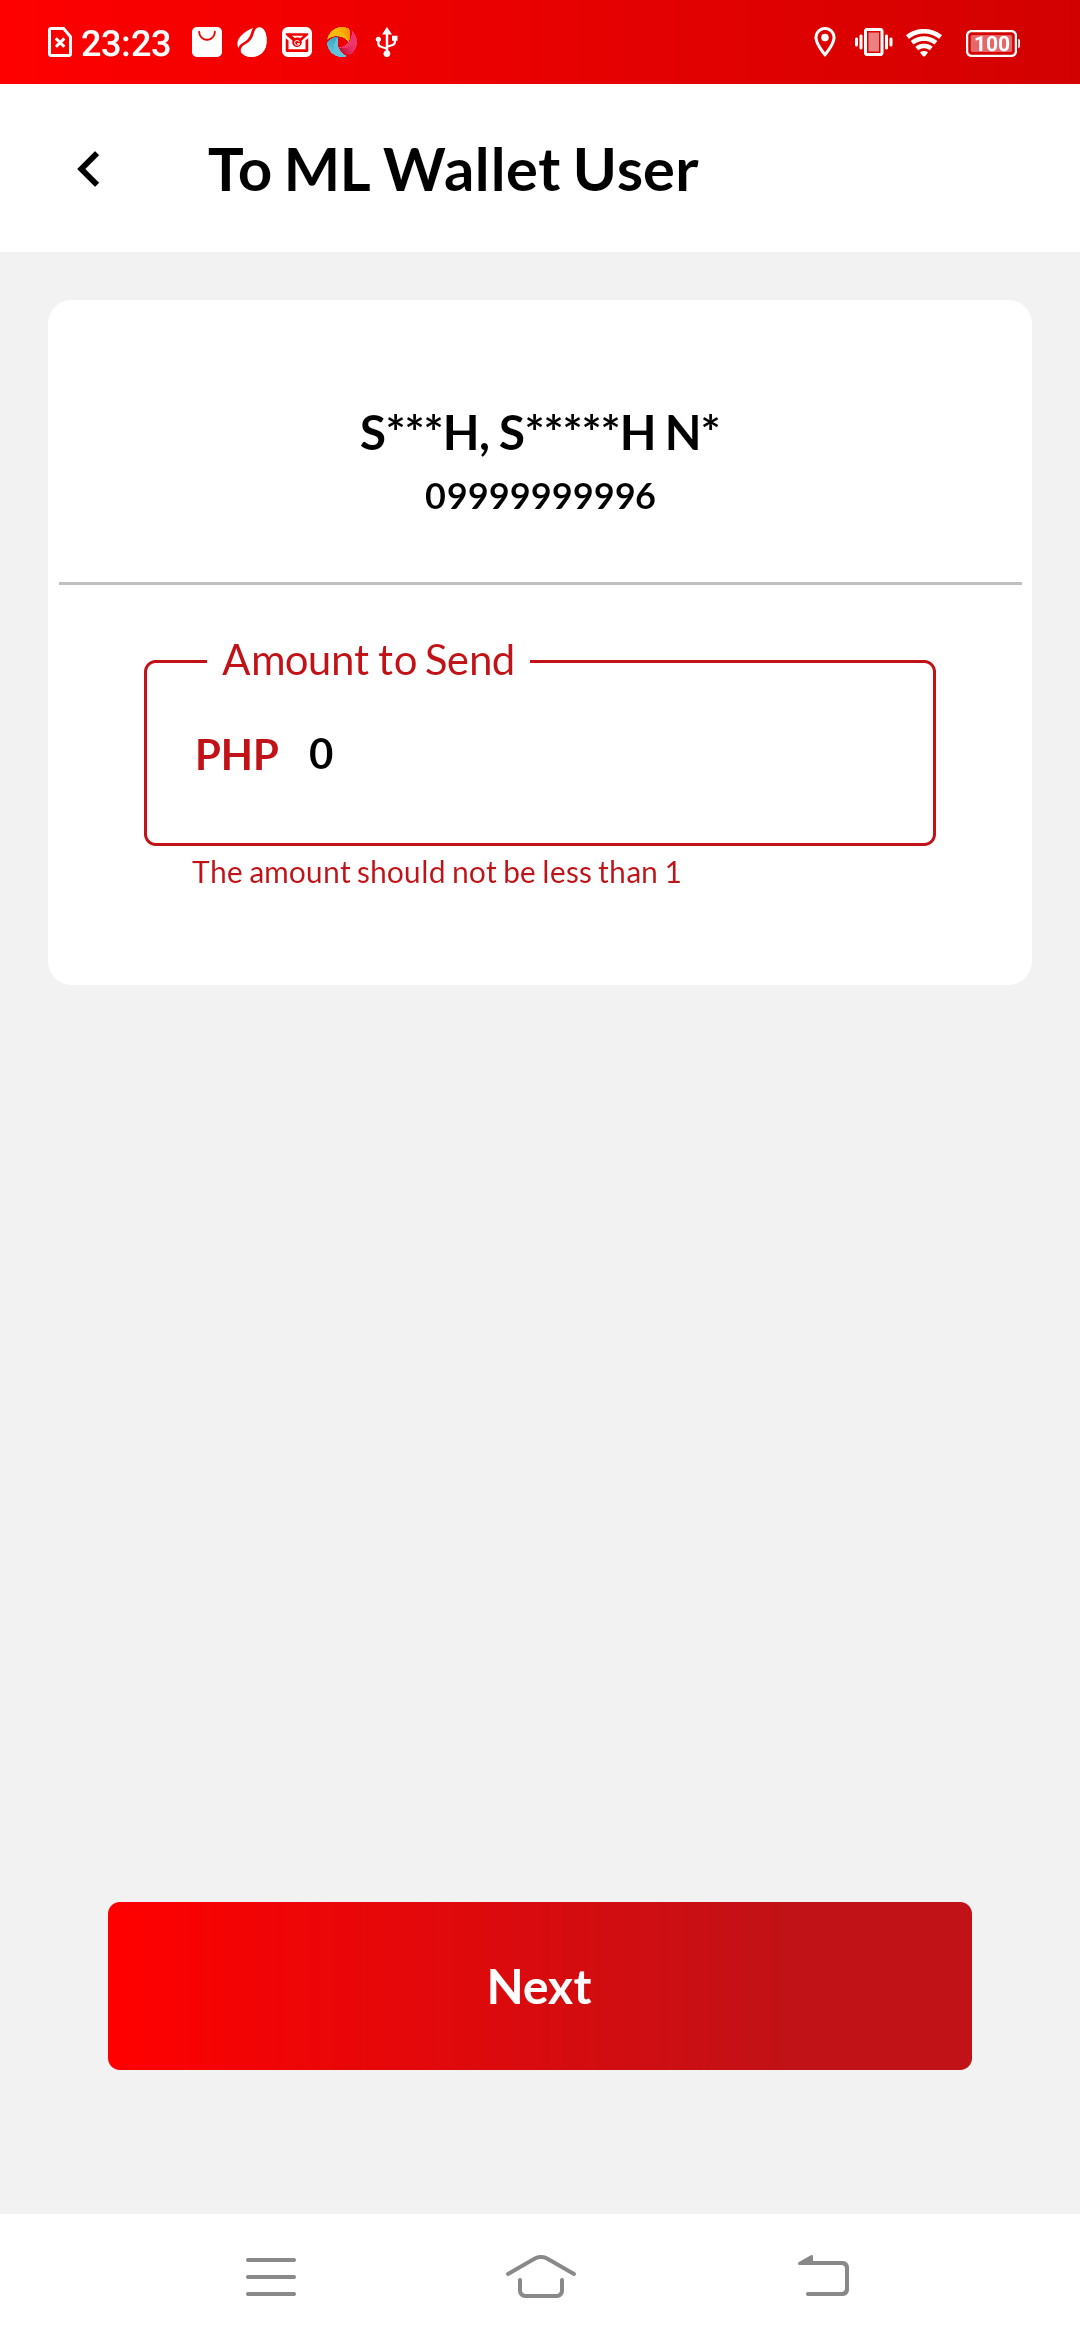 23:23
100
To ML Wallet User
S***H, S*****H N*
09999999996
Amount to Send
PHP 0
The amount should not be less than 1
Next